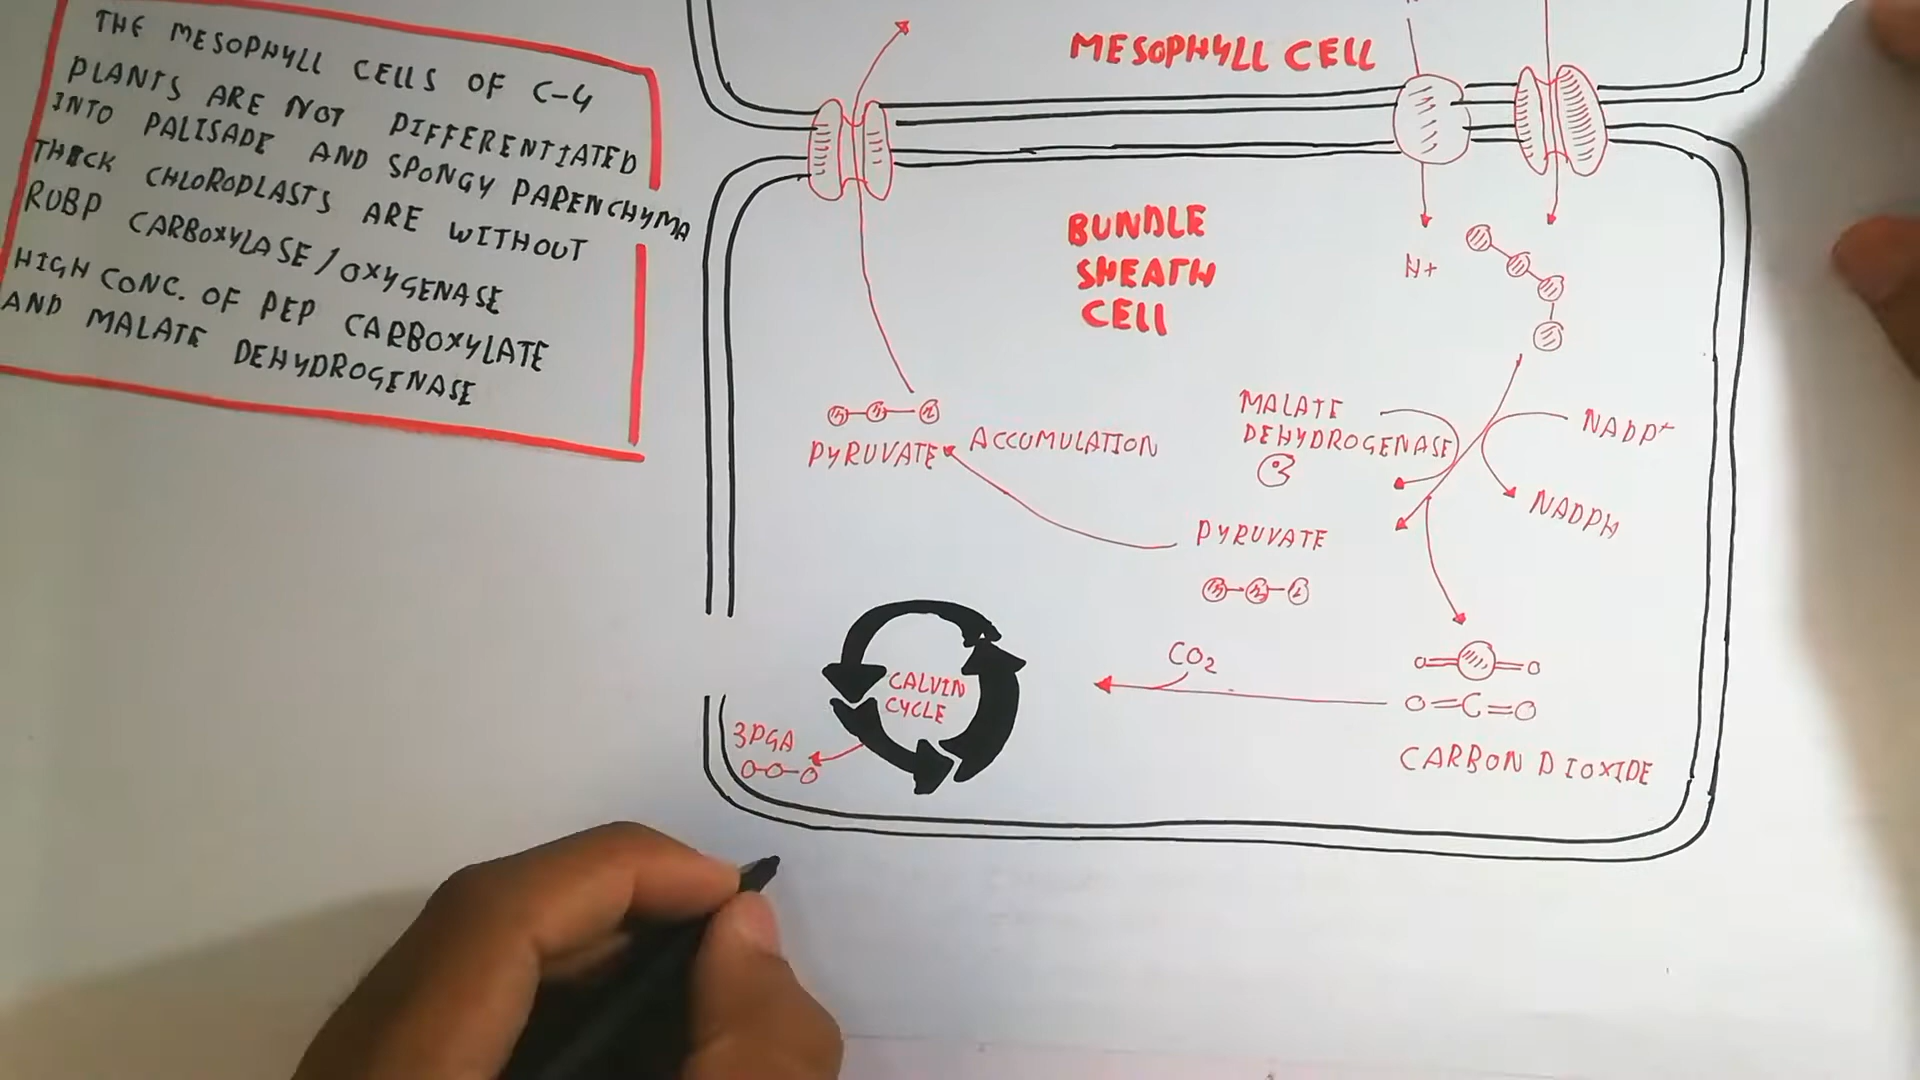 THE MESOPHYLL CELLS OF C-4
PLANTS ARE NOT DIFFERENTIATED
INTO PALISADE AND SPONGY PARENCHYMA
THICK CHLOROPLASTS ARE WITHOUT
RUBP CARBOXYLASE / OXYGENASE
HIGH CONC. OF PEP CARBOXYLATE
AND MALATE DEHYDROGENASE
MESOPHYLL CELL
BUNDLE
SHEATH
CELL
H+
MALATE
DEHYDROGENASE
NADP+
NADPH
ACCUMULATION
PYRUVATE
PYRUVATE
CO2
CALVIN
CYCLE
3PGA
O=C=O
CARBON DIOXIDE